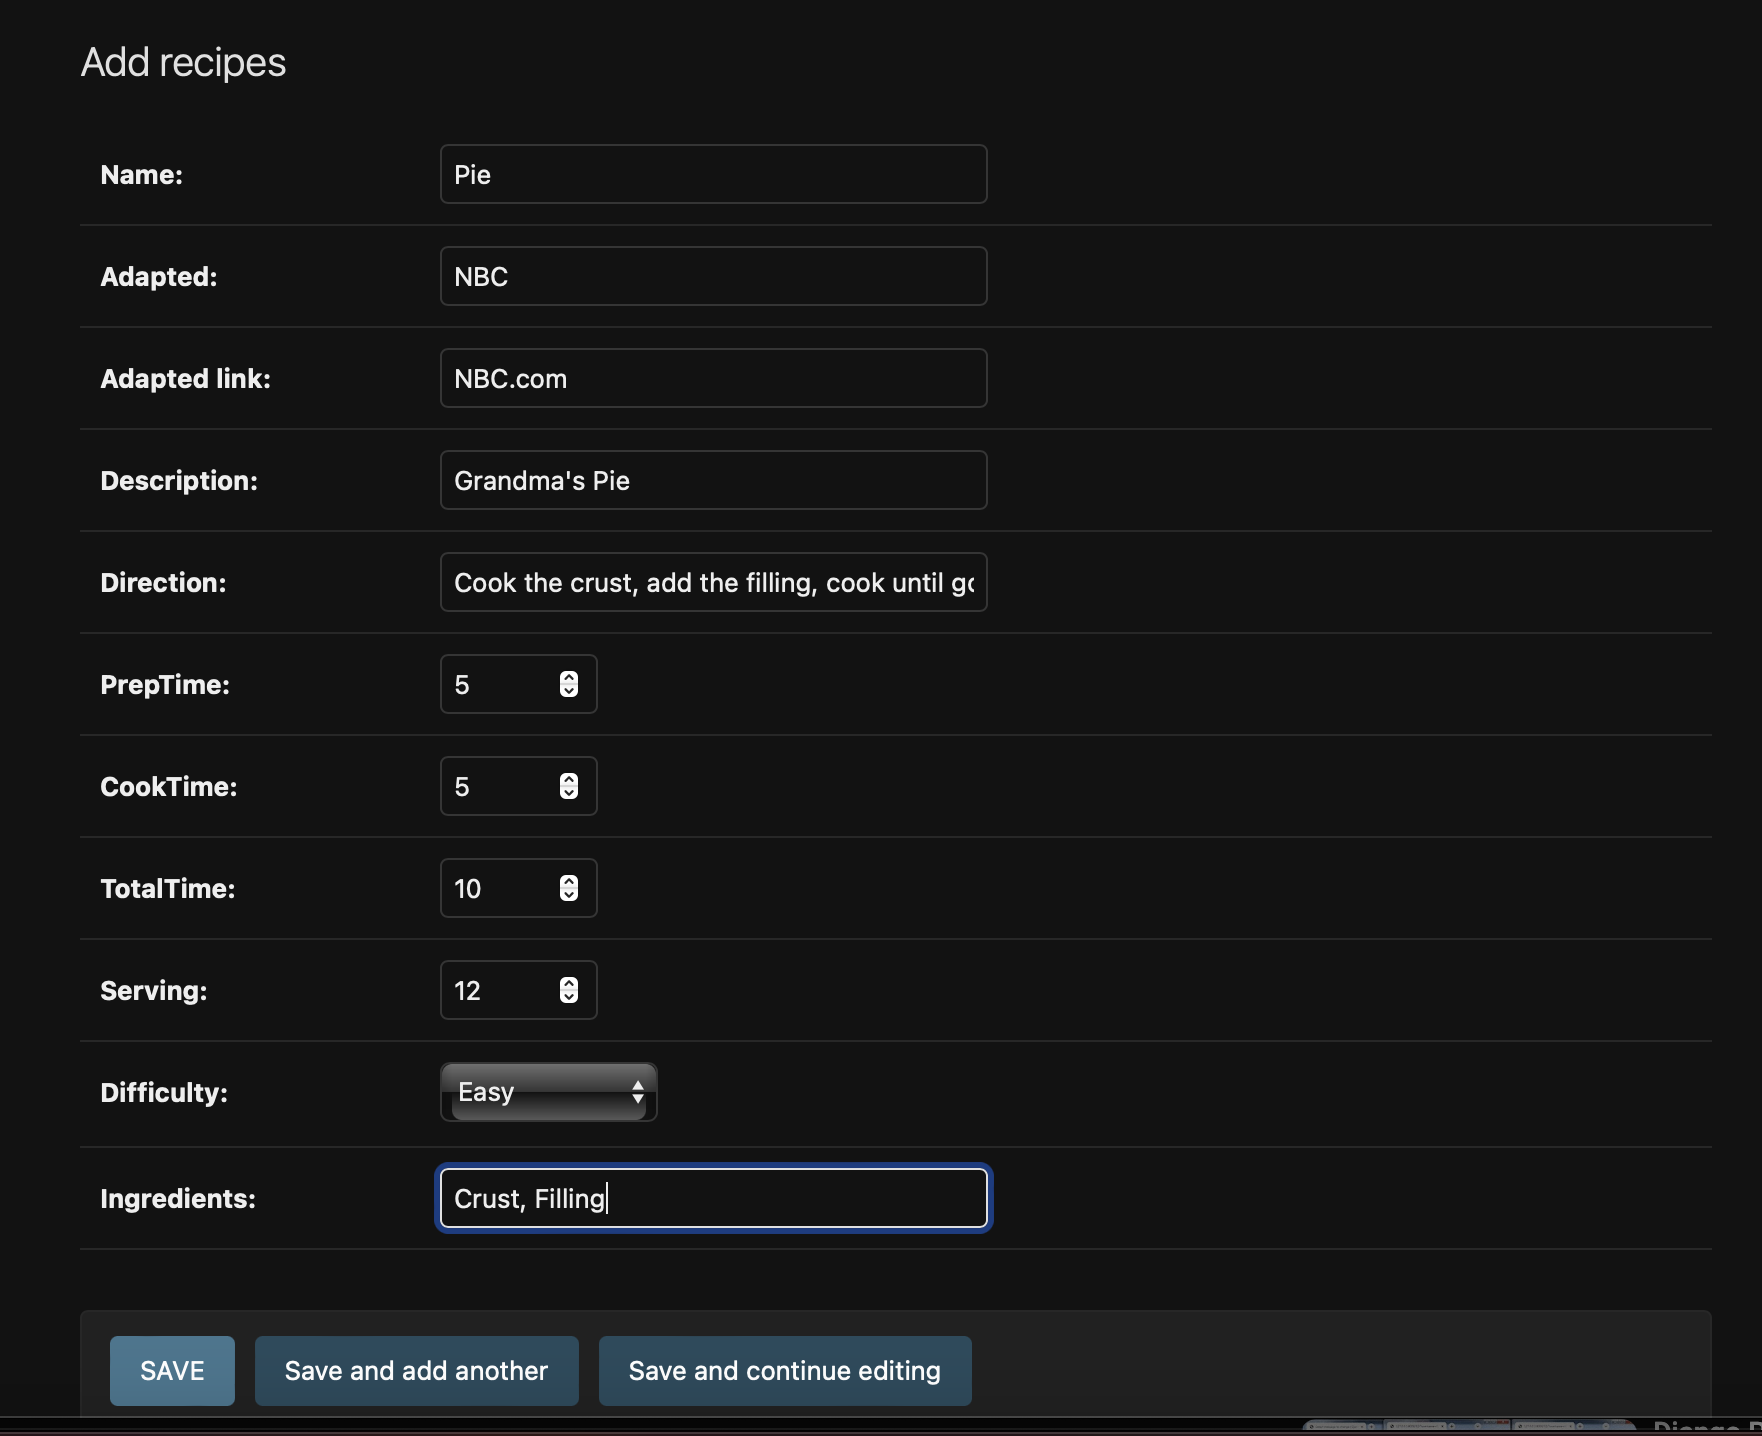 Add recipes
Name:
Pie
Adapted:
NBC
Adapted link:
NBC.com
Description:
Grandma's Pie
Direction:
Cook the crust, add the filling, cook until
PrepTime:
5
CookTime:
5
TotalTime:
10
Serving:
12
Difficulty:
Easy
Ingredients:
Crust, Filling
SAVE
Save and add another
Save and continue editing